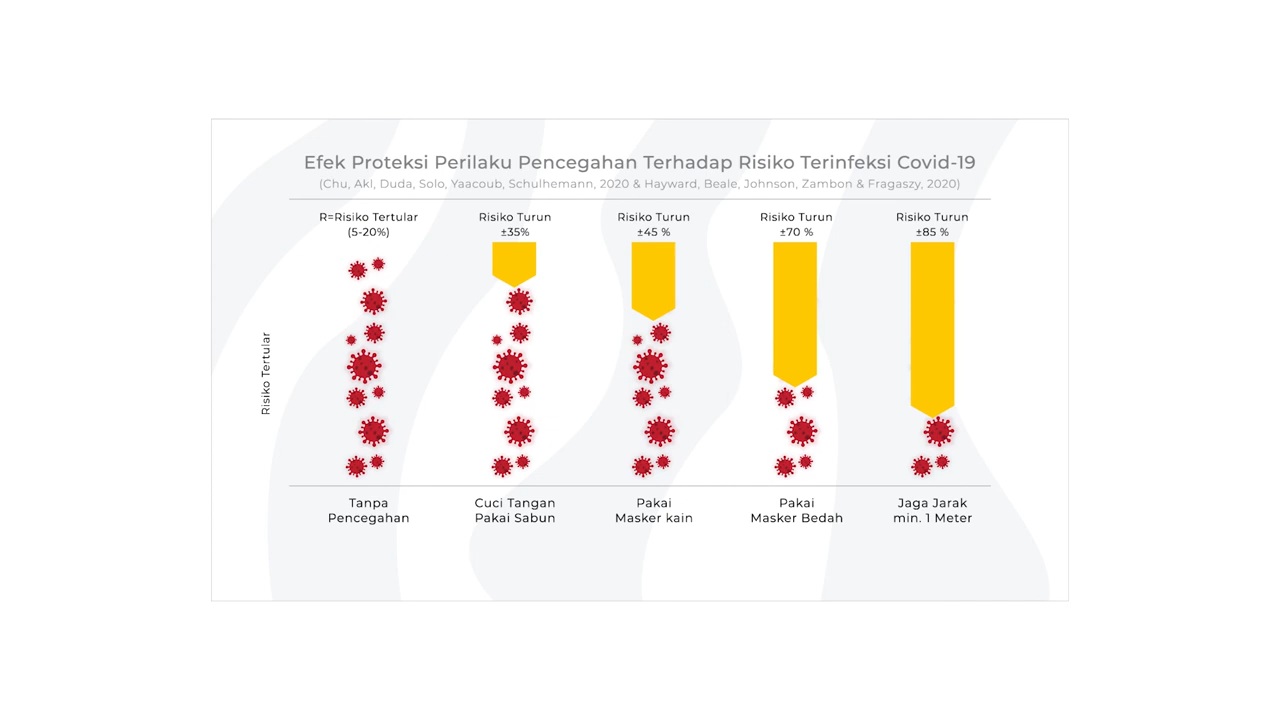 Efek Proteksi Perilaku Pencegahan Terhadap Risiko Terinfeksi Covid-19
(Chu, Akl, Duda, Solo, Yaacoub, Schulhemann, 2020 & Hayward, Beale, Johnson, Zambon & Fragaszy, 2020)
R=Risiko Tertular
(5-20%)
Risiko Turun
±35%
Risiko Turun
±45 %
Risiko Turun
±70 %
Risiko Turun
±85 %
Risiko Tertular
Tanpa
Pencegahan
Cuci Tangan
Pakai Sabun
Pakai
Masker kain
Pakai
Masker Bedah
Jaga Jarak
min. 1 Meter